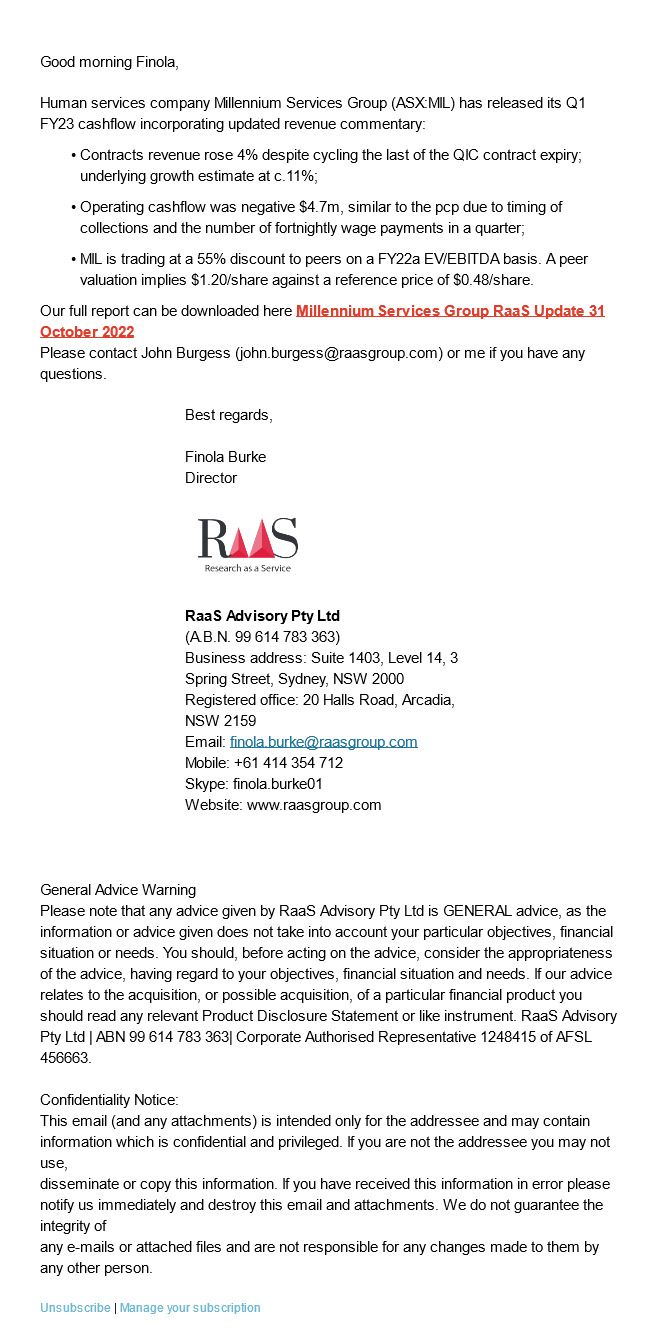 Good morning Finola,
Human services company Millennium Services Group (ASX:MIL) has released its Q1
FY23 cashflow incorporating updated revenue commentary:
• Contracts revenue rose 4% despite cycling the last of the QIC contract expiry;
underlying growth estimate at c.11%;
• Operating cashflow was negative $4.7m, similar to the pcp due to timing of
collections and the number of fortnightly wage payments in a quarter;
• MIL is trading at a 55% discount to peers on a FY22a EV/EBITDA basis. A peer
valuation implies $1.20/share against a reference price of $0.48/share.
Our full report can be downloaded here Millennium Services Group RaaS Update 31
October 2022
Please contact John Burgess (john.burgess@raasgroup.com) or me if you have any
questions.
Best regards,
Finola Burke
Director
RAAS
Research as a Service
RaaS Advisory Pty Ltd
(A.B.N. 99 614 783 363)
Business address: Suite 1403, Level 14, 3
Spring Street, Sydney, NSW 2000
Registered office: 20 Halls Road, Arcadia,
NSW 2159
Email: finola.burke@raasgroup.com
Mobile: +61 414 354 712
Skype: finola.burke01
Website: www.raasgroup.com
General Advice Warning
Please note that any advice given by RaaS Advisory Pty Ltd is GENERAL advice, as the
information or advice given does not take into account your particular objectives, financial
situation or needs. You should, before acting on the advice, consider the appropriateness
of the advice, having regard to your objectives, financial situation and needs. If our advice
relates to the acquisition, or possible acquisition, of a particular financial product you
should read any relevant Product Disclosure Statement or like instrument. RaaS Advisory
Pty Ltd | ABN 99 614 783 363| Corporate Authorised Representative 1248415 of AFSL
456663.
Confidentiality Notice:
This email (and any attachments) is intended only for the addressee and may contain
information which is confidential and privileged. If you are not the addressee you may not
use,
disseminate or copy this information. If you have received this information in error please
notify us immediately and destroy this email and attachments. We do not guarantee the
integrity of
any e-mails or attached files and are not responsible for any changes made to them by
any other person.
Unsubscribe | Manage your subscription